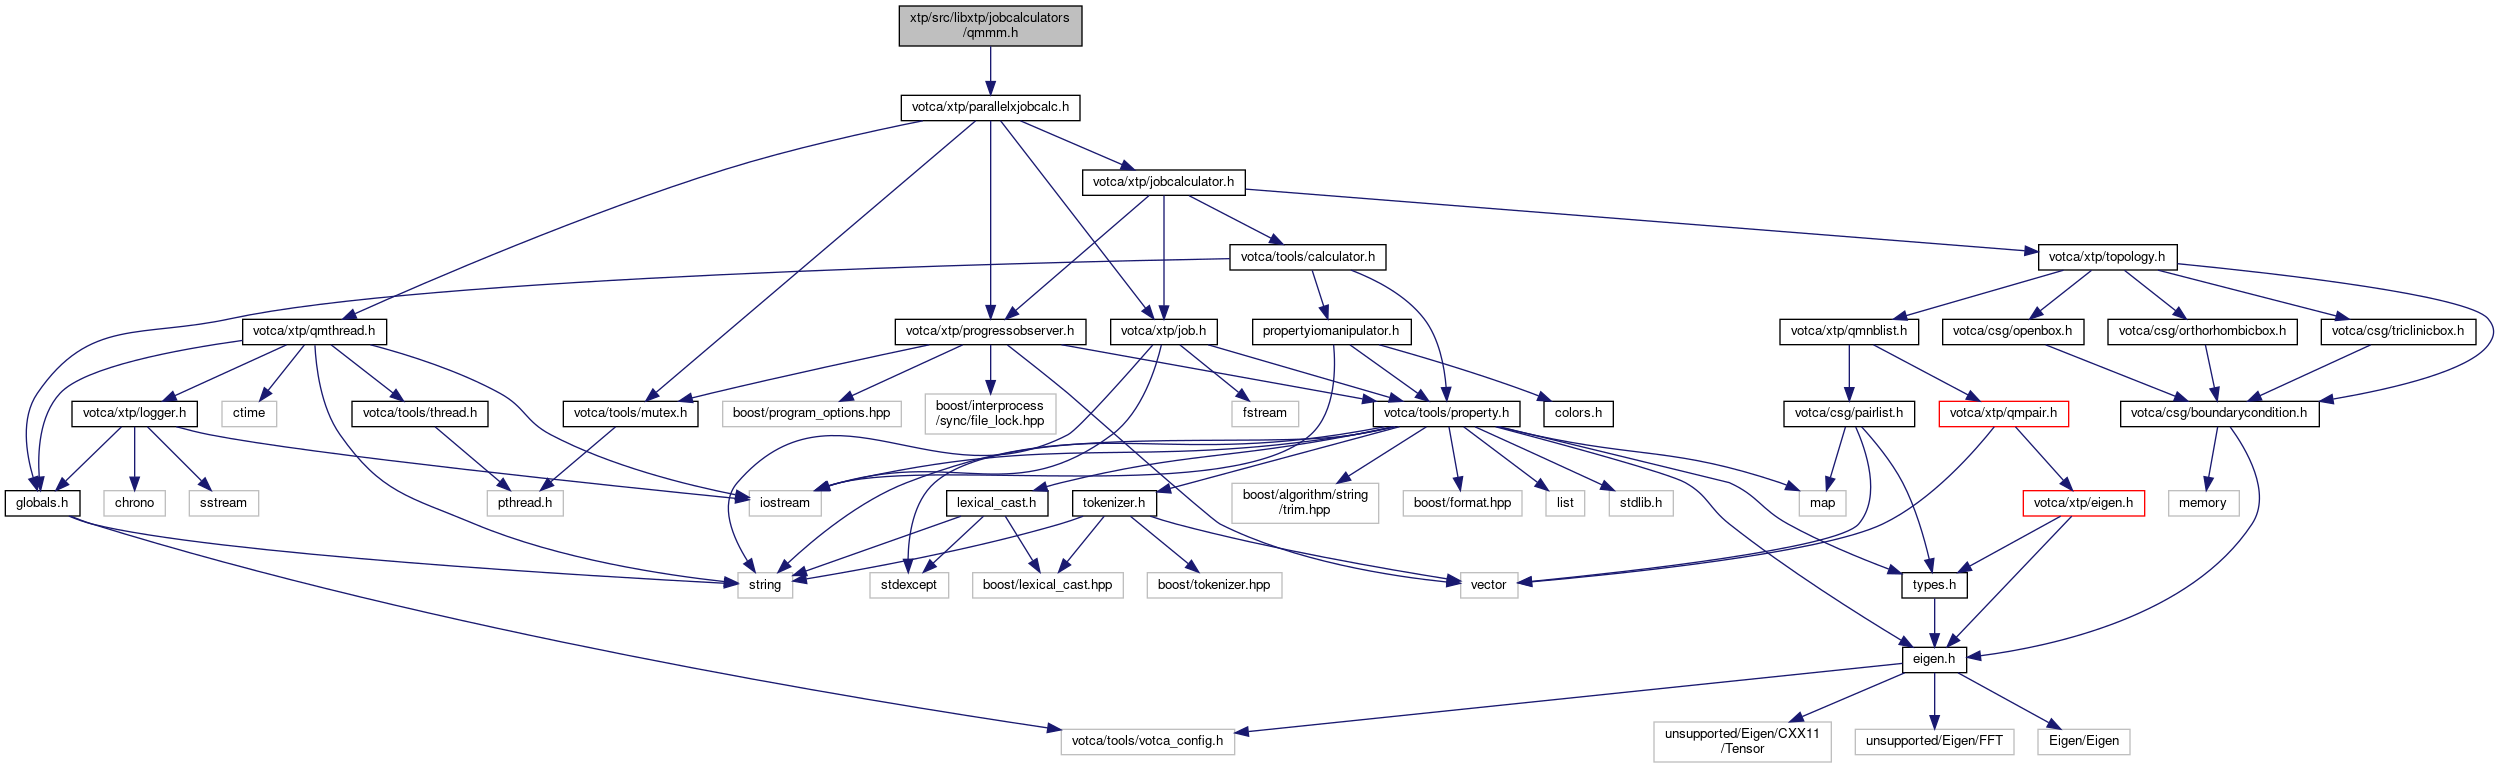 xtp/src/libxtp/jobcalculators
/qmmm.h
votca/xtp/parallelxjobcalc.h
votca/xtp/jobcalculator.h
votca/tools/calculator.h
votca/xtp/topology.h
votca/xtp/qmthread.h
votca/xtp/progressobserver.h
votca/xtp/job.h
propertyiomanipulator.h
votca/xtp/qmnblist.h
votca/csg/openbox.h
votca/csg/orthorhombicbox.h
votca/csg/triclinicbox.h
votca/xtp/logger.h
ctime
votca/tools/thread.h
votca/tools/mutex.h
boost/program_options.hpp
boost/interprocess
/sync/file_lock.hpp
fstream
votca/tools/property.h
colors.h
votca/csg/pairlist.h
votca/xtp/qmpair.h
votca/csg/boundarycondition.h
globals.h
chrono
sstream
pthread.h
iostream
lexical_cast.h
tokenizer.h
boost/algorithm/string
/trim.hpp
boost/format.hpp
list
stdlib.h
map
votca/xtp/eigen.h
memory
string
stdexcept
boost/lexical_cast.hpp
boost/tokenizer.hpp
vector
types.h
eigen.h
votca/tools/votca_config.h
unsupported/Eigen/CXX11
/Tensor
unsupported/Eigen/FFT
Eigen/Eigen